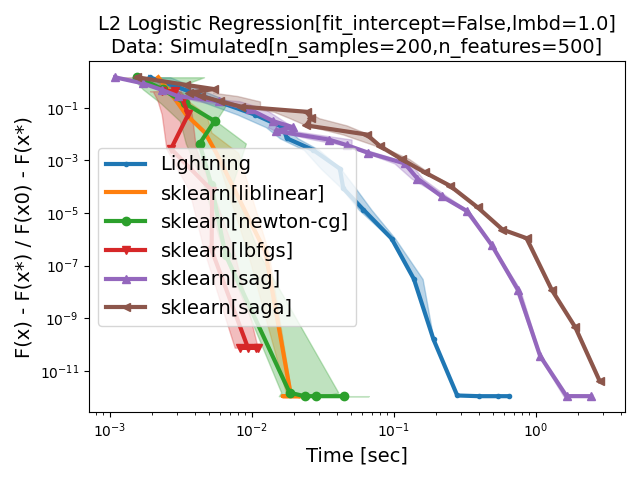 L2 Logistic Regression[fit_intercept=False,lmbd=1.0]
Data: Simulated[n_samples=200,n_features=500]
F(x) - F(x*) / F(x0) - F(x*)
10⁻¹
10⁻³
10⁻⁵
10⁻⁷
10⁻⁹
10⁻¹¹
Lightning
sklearn[liblinear]
sklearn[newton-cg]
sklearn[lbfgs]
sklearn[sag]
sklearn[saga]
10⁻³ 10⁻² 10⁻¹ 10⁰
Time [sec]